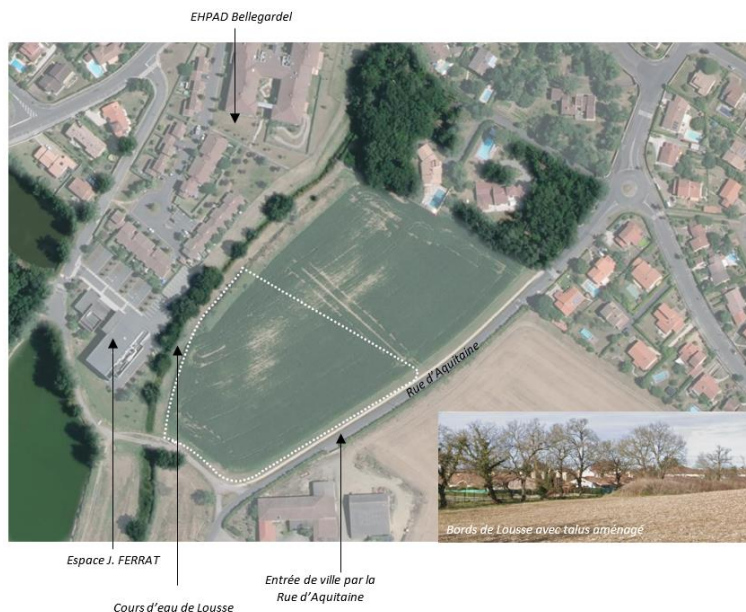 EHPAD Bellegardel
Rue d'Aquitaine
Bords de Lousse avec talus aménagé
Espace J. FERRAT
Cours d'eau de Lousse
Entrée de ville par la
Rue d'Aquitaine